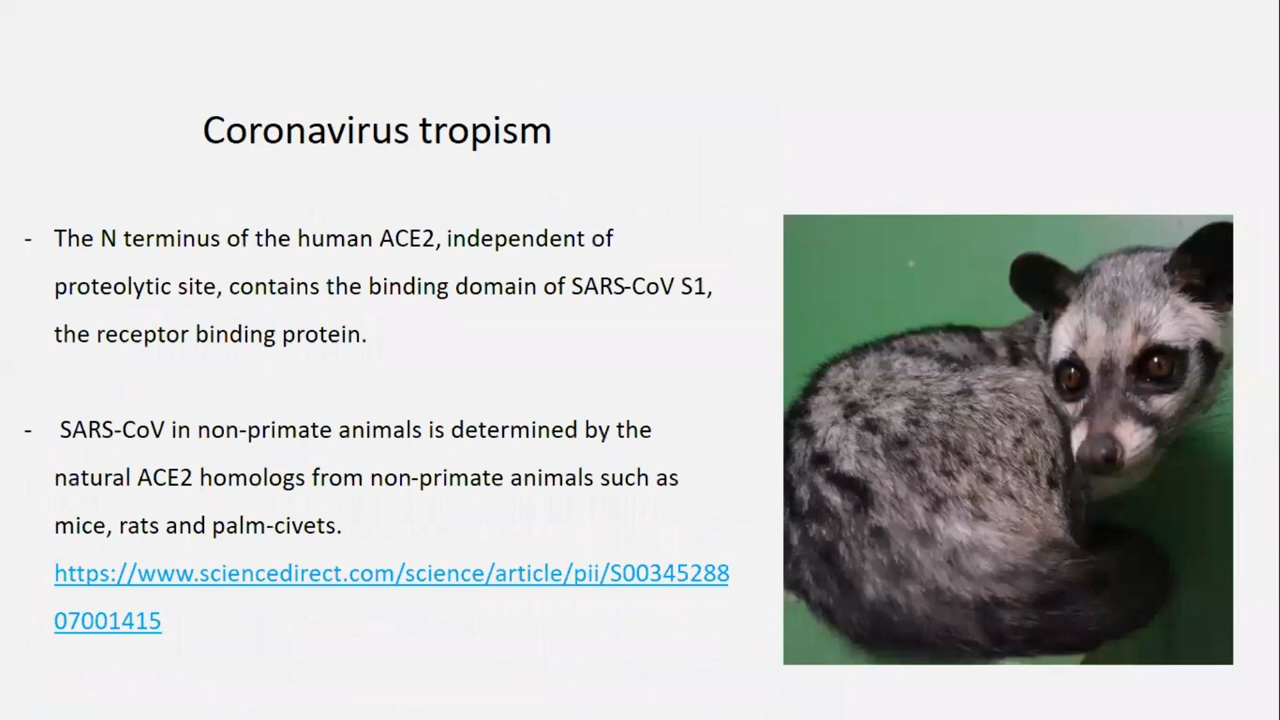 Coronavirus tropism
- The N terminus of the human ACE2, independent of
proteolytic site, contains the binding domain of SARS-CoV S1,
the receptor binding protein.
- SARS-CoV in non-primate animals is determined by the
natural ACE2 homologs from non-primate animals such as
mice, rats and palm-civets.
https://www.sciencedirect.com/science/article/pii/S00345288
07001415